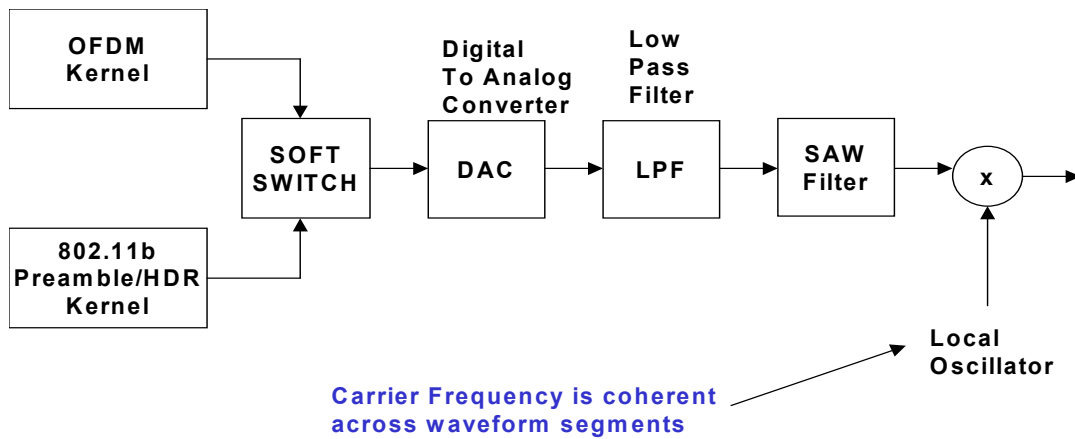 OFDM
Kernel
Digital
To Analog
Converter
Low
Pass
Filter
SOFT
SWITCH
DAC
LPF
SAW
Filter
x
802.11b
Preamble/HDR
Kernel
Local
Oscillator
Carrier Frequency is coherent
across waveform segments